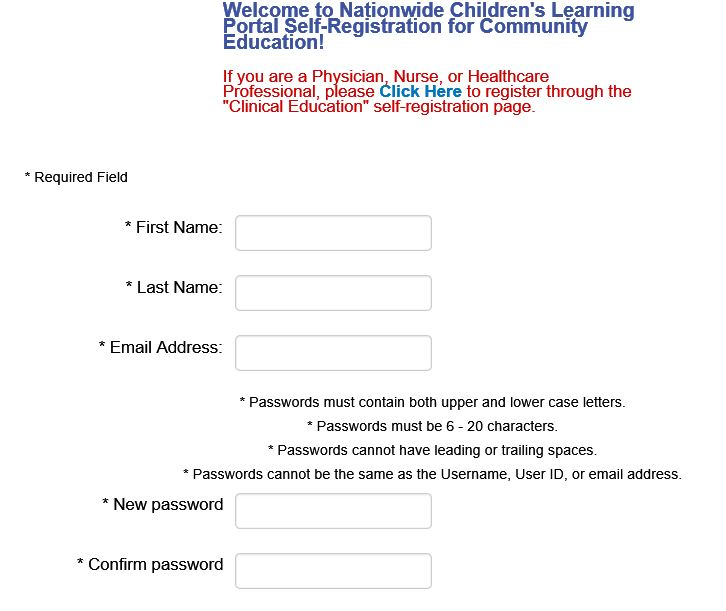 Welcome to Nationwide Children's Learning
Portal Self-Registration for Community
Education!
If you are a Physician, Nurse, or Healthcare
Professional, please Click Here to register through the
"Clinical Education" self-registration page.
* Required Field
* First Name:
* Last Name:
* Email Address:
* Passwords must contain both upper and lower case letters.
* Passwords must be 6 - 20 characters.
* Passwords cannot have leading or trailing spaces.
* Passwords cannot be the same as the Username, User ID, or email address.
* New password
* Confirm password